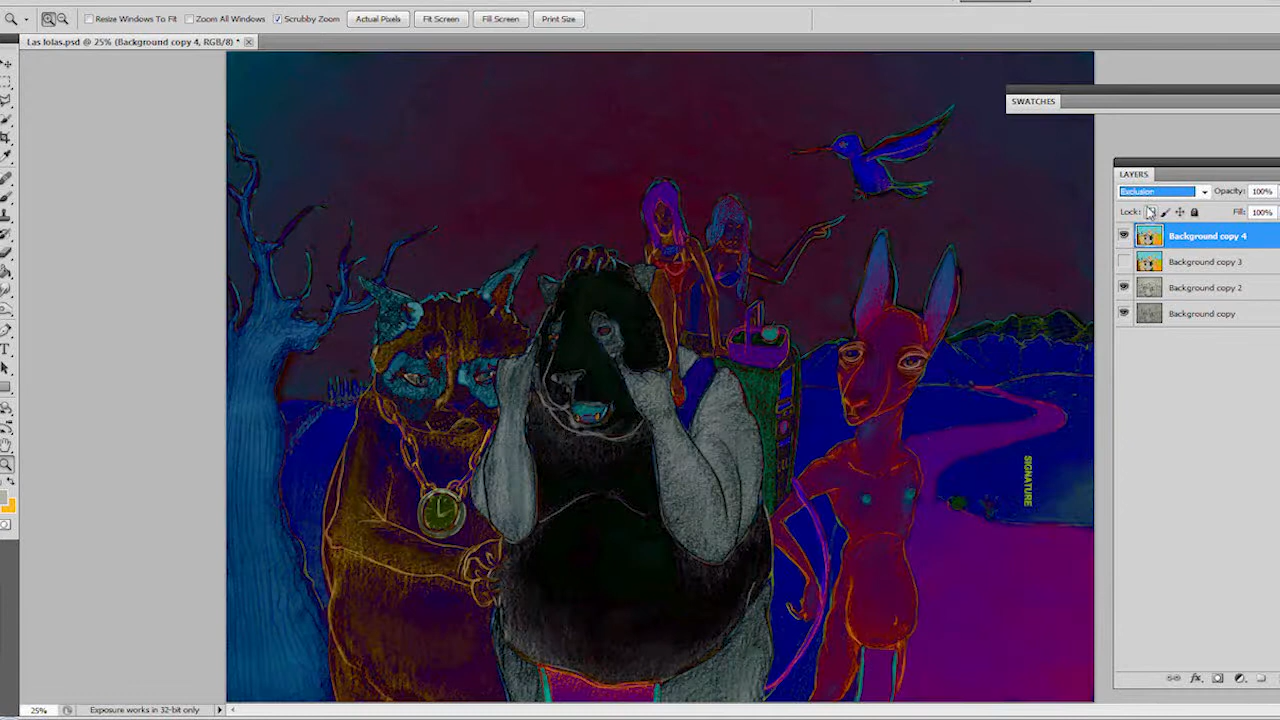 Resize Windows To Fit Zoom All Windows Scrubby Zoom Actual Pixels Fit Screen Fill Screen Print Size
Las lolas.psd @ 25% (Background copy 4, RGB/8) *
SWATCHES
LAYERS
Exclusion Opacity: 100%
Lock: Fill: 100%
Background copy 4
Background copy 3
Background copy 2
Background copy
SIGNATURE
25% Exposure works in 32-bit only